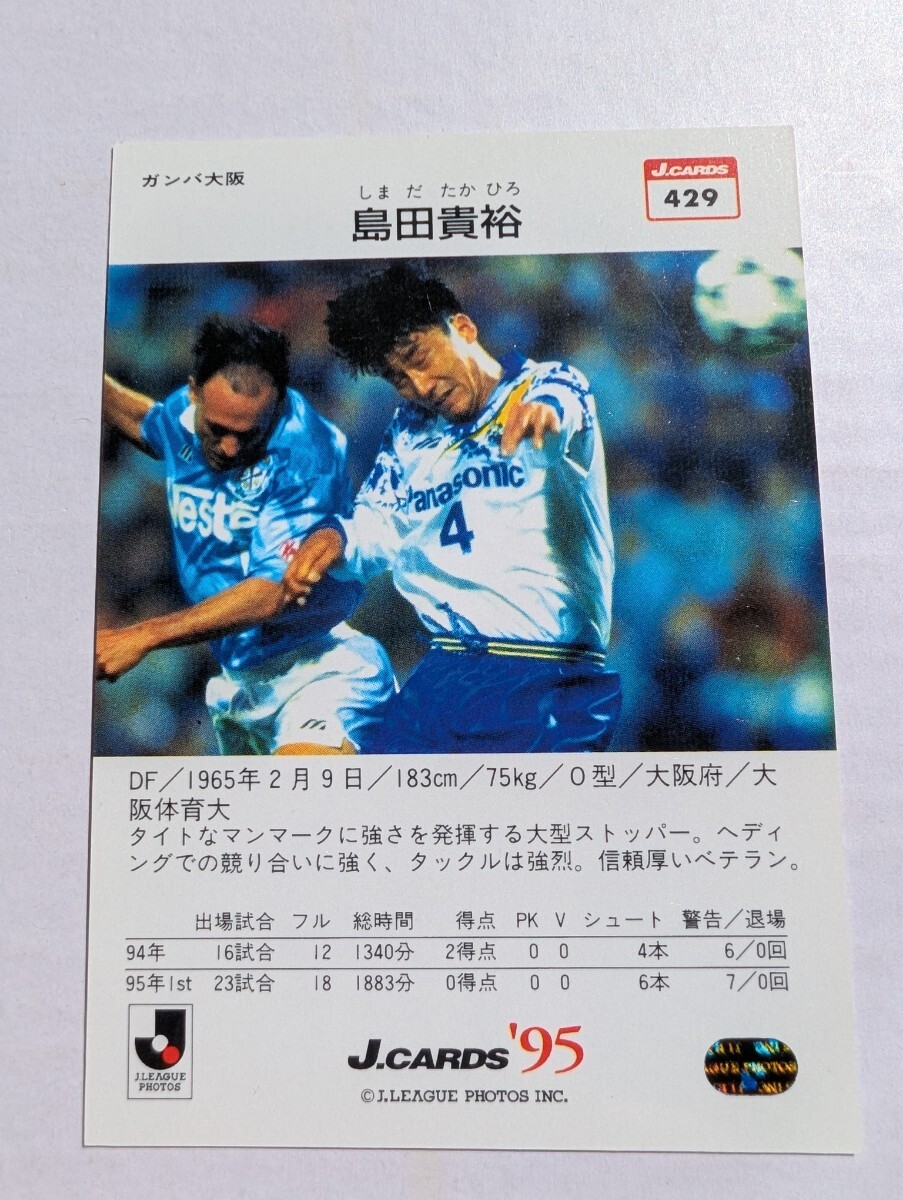 ガンバ大阪
J.CARDS
429
しま だ たか ひろ
島田貴裕
Panasonic
4
DF／1965年2月9日／183cm／75kg／O型／大阪府／大
阪体育大
タイトなマンマークに強さを発揮する大型ストッパー。ヘディ
ングでの競り合いに強く、タックルは強烈。信頼厚いベテラン。
出場試合 フル 総時間 得点 PK V シュート 警告／退場
94年 16試合 12 1340分 2得点 0 0 4本 6／0回
95年1st 23試合 18 1883分 0得点 0 0 6本 7／0回
J.LEAGUE
PHOTOS
J.CARDS '95
©J.LEAGUE PHOTOS INC.